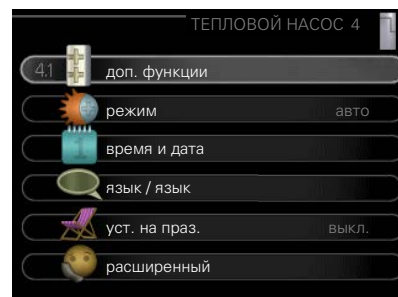 ТЕПЛОВОЙ НАСОС 4
4.1 доп. функции
режим авто
время и дата
язык / язык
уст. на праз. выкл.
расширенный